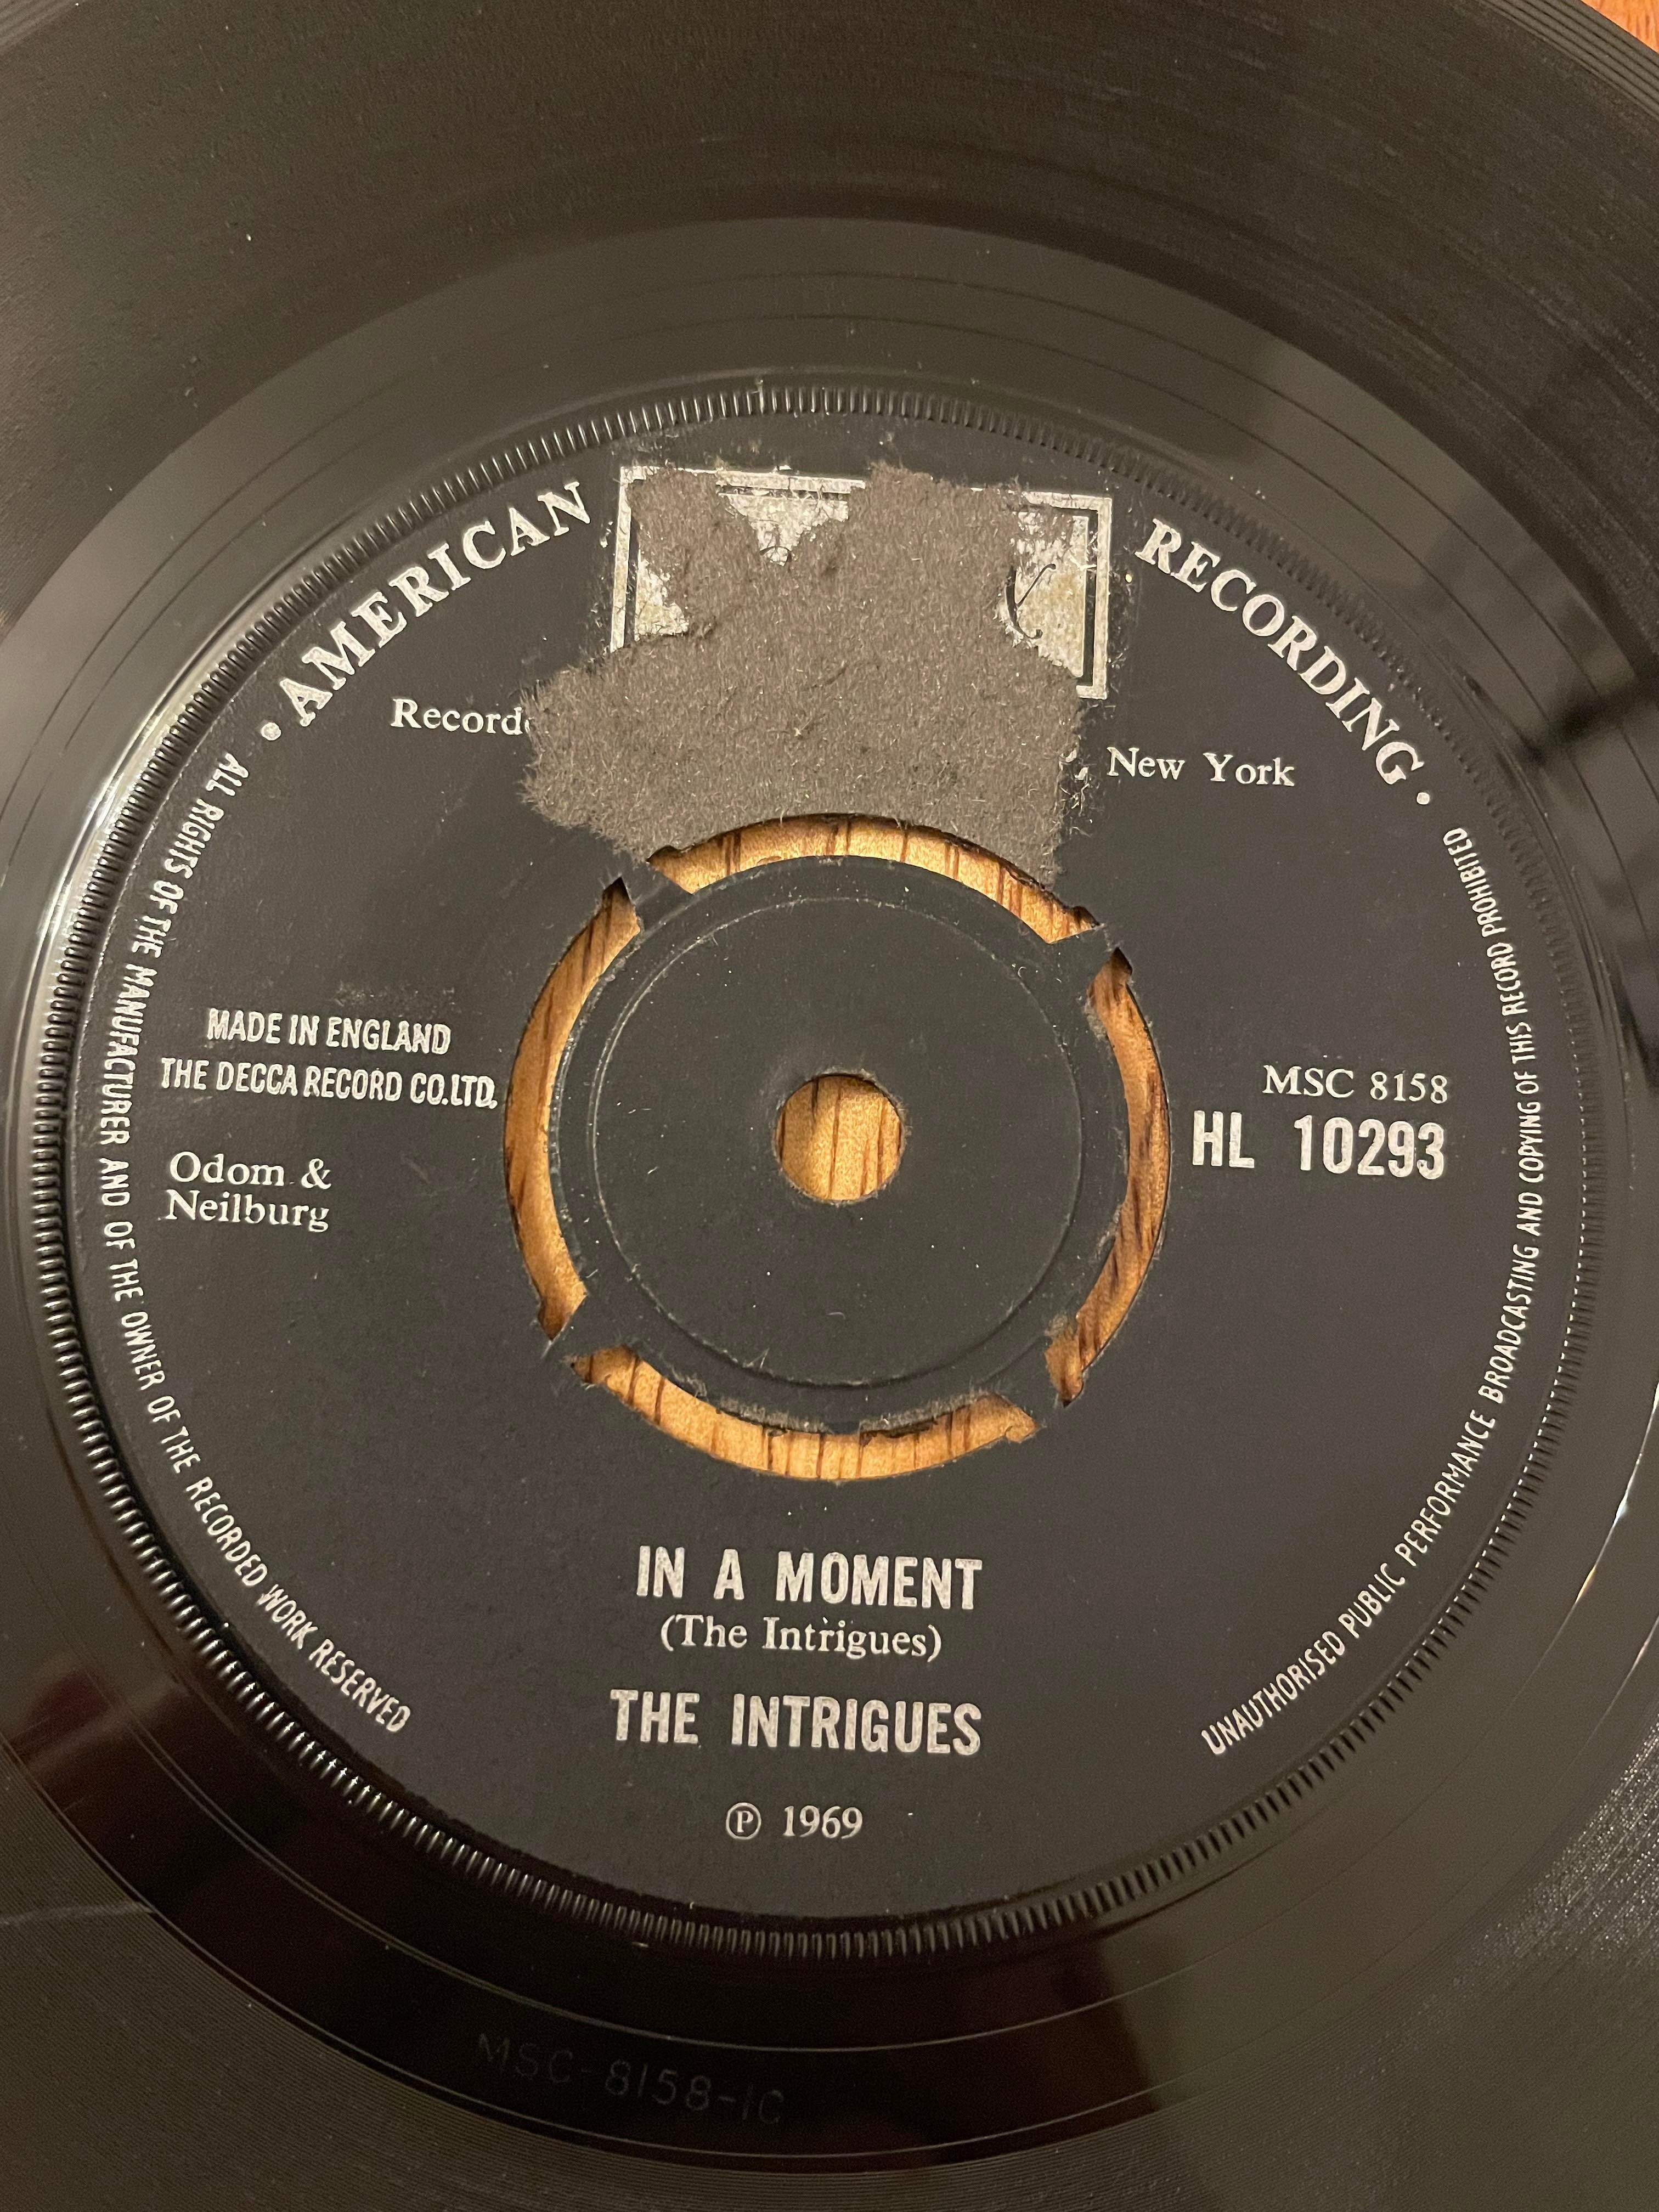 • AMERICAN RECORDING •
Record New York
MADE IN ENGLAND
THE DECCA RECORD CO.LTD.
Odom &
Neilburg
MSC 8158
HL 10293
IN A MOMENT
(The Intrigues)
THE INTRIGUES
Ⓟ 1969
ALL RIGHTS OF THE MANUFACTURER AND OF THE OWNER OF THE RECORDED WORK RESERVED
UNAUTHORISED PUBLIC PERFORMANCE BROADCASTING AND COPYING OF THIS RECORD PROHIBITED
MSC-8158-1C